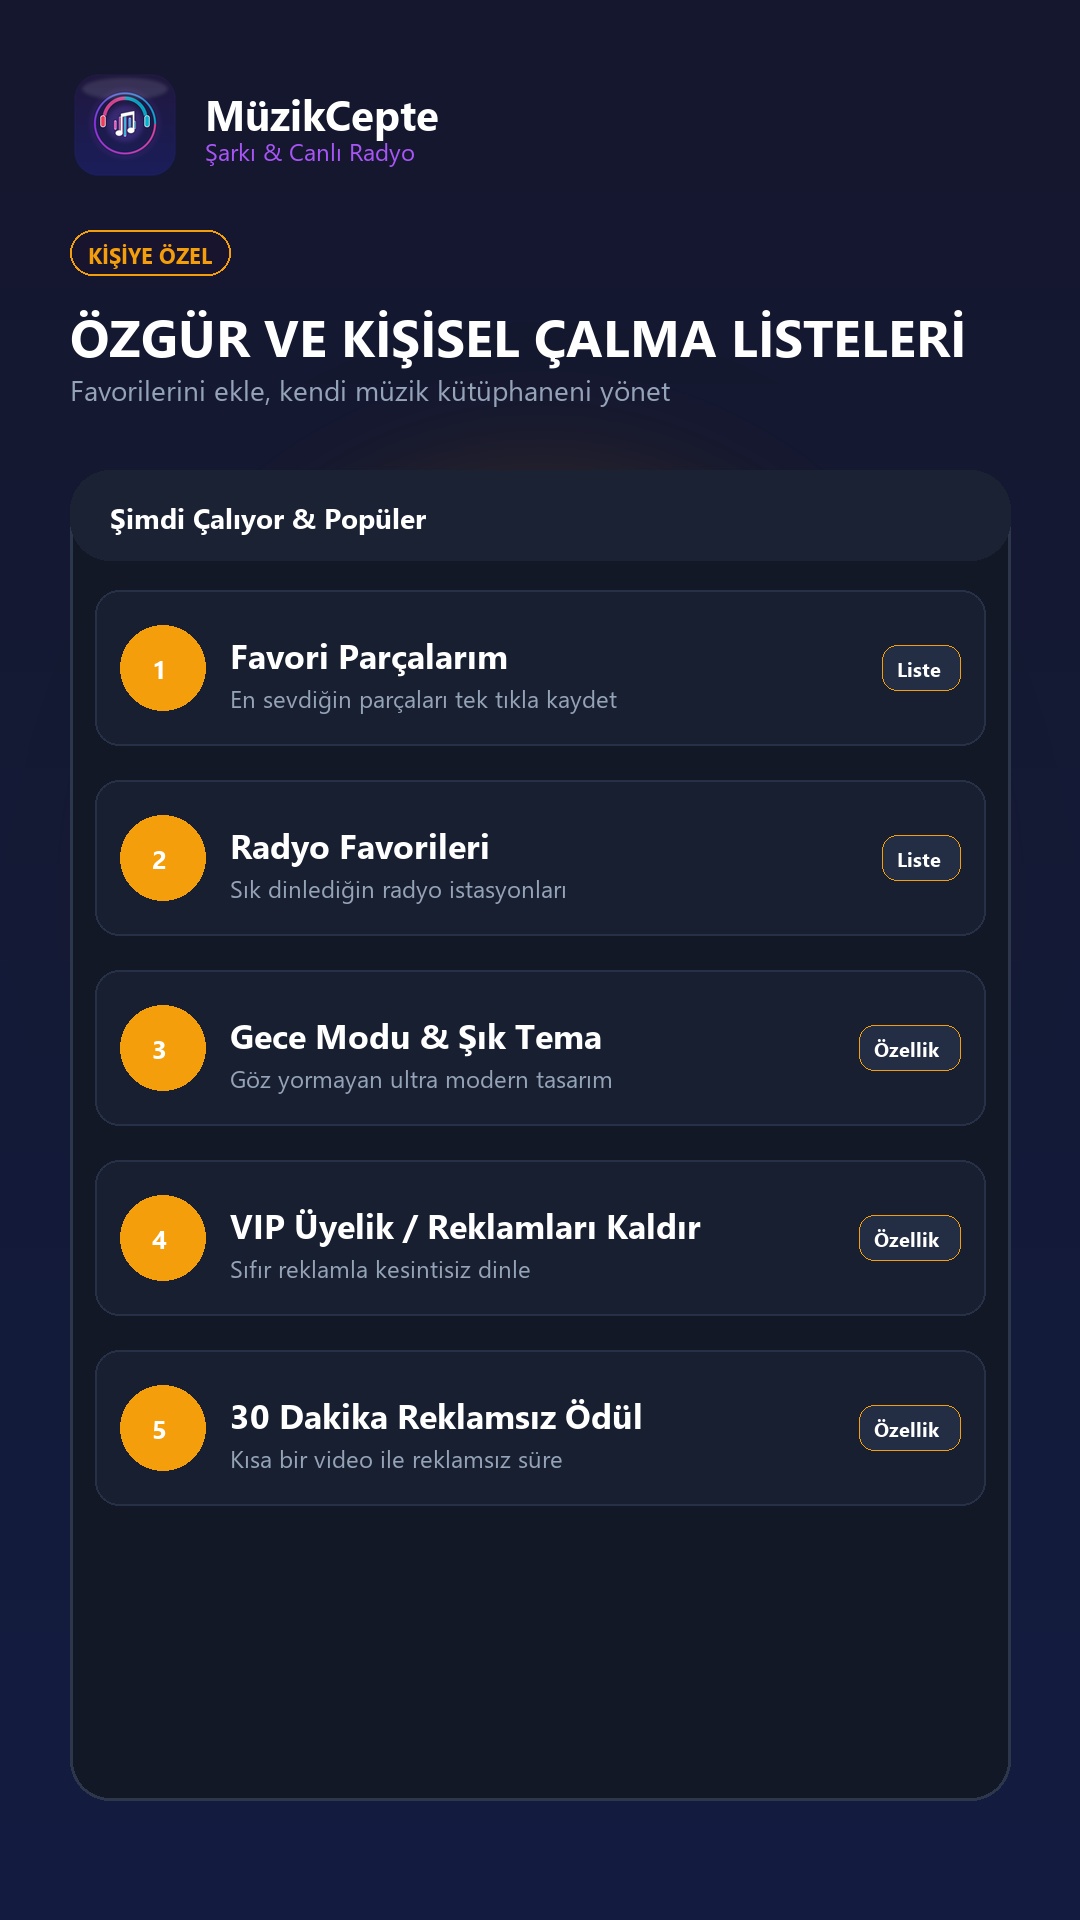 MüzikCepte
Şarkı & Canlı Radyo
KİŞİYE ÖZEL
ÖZGÜR VE KİŞİSEL ÇALMA LİSTELERİ
Favorilerini ekle, kendi müzik kütüphaneni yönet
Şimdi Çalıyor & Popüler
1
Favori Parçalarım
En sevdiğin parçaları tek tıkla kaydet
Liste
2
Radyo Favorileri
Sık dinlediğin radyo istasyonları
Liste
3
Gece Modu & Şık Tema
Göz yormayan ultra modern tasarım
Özellik
4
VIP Üyelik / Reklamları Kaldır
Sıfır reklamla kesintisiz dinle
Özellik
5
30 Dakika Reklamsız Ödül
Kısa bir video ile reklamsız süre
Özellik